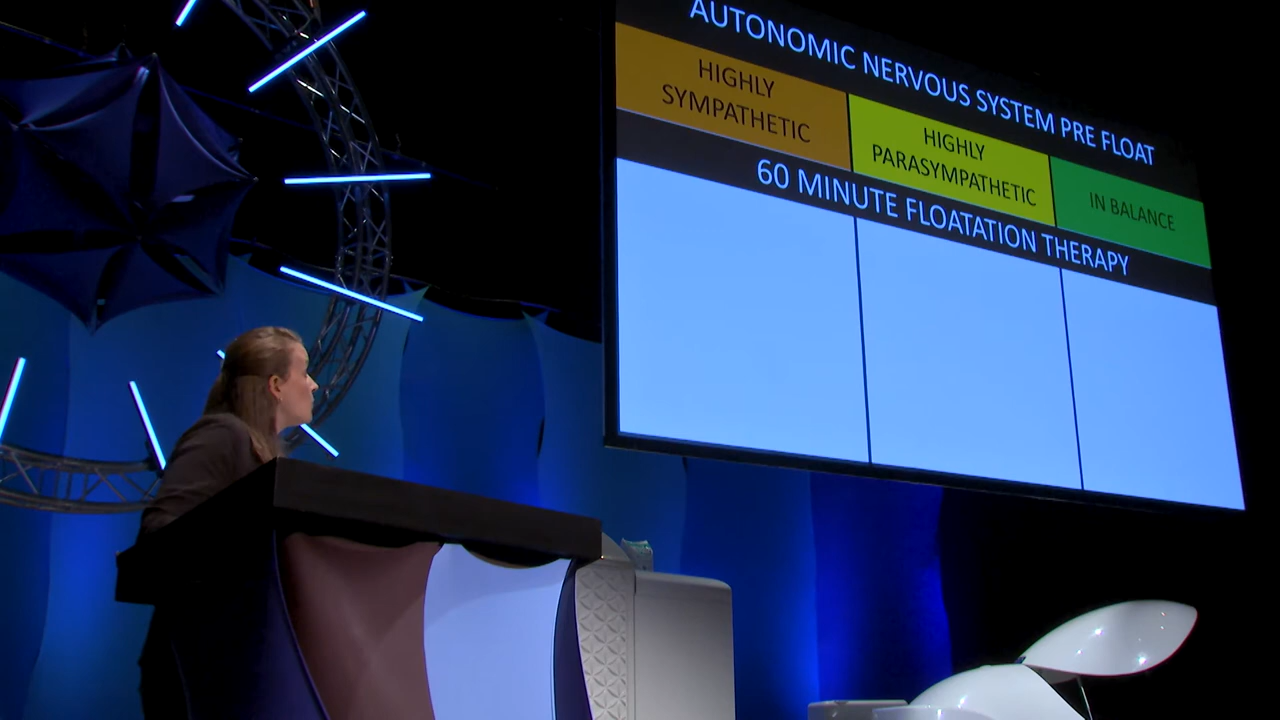 AUTONOMIC NERVOUS SYSTEM PRE FLOAT
HIGHLY
SYMPATHETIC
HIGHLY
PARASYMPATHETIC
IN BALANCE
60 MINUTE FLOATATION THERAPY